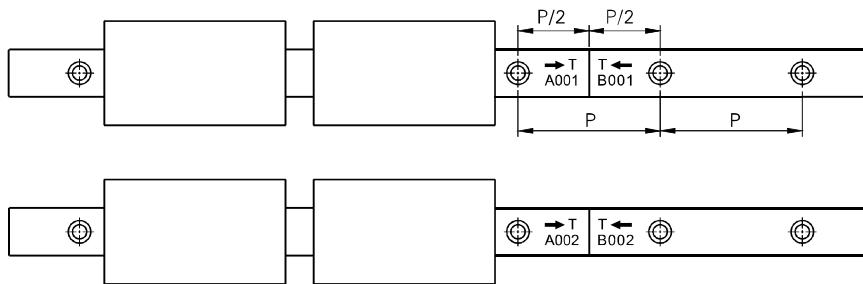 P/2 P/2
➡T T⬅
A001 B001
P P
➡T T⬅
A002 B002